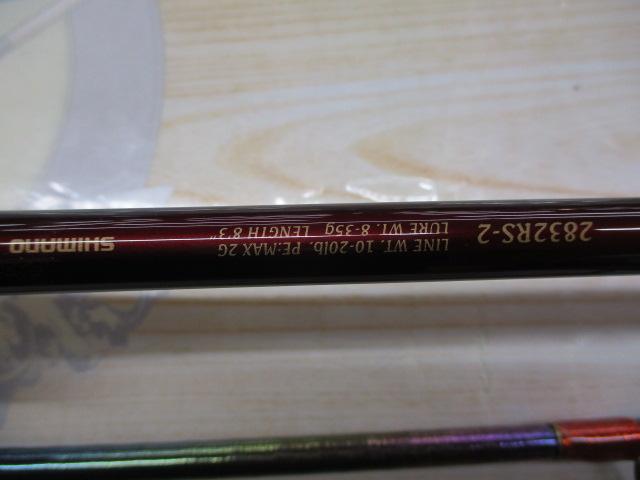 2832RS-2
LINE WT. 10-20lb. PE:MAX 2G
LURE WT. 8-35g LENGTH 8'3"
SHIMANO